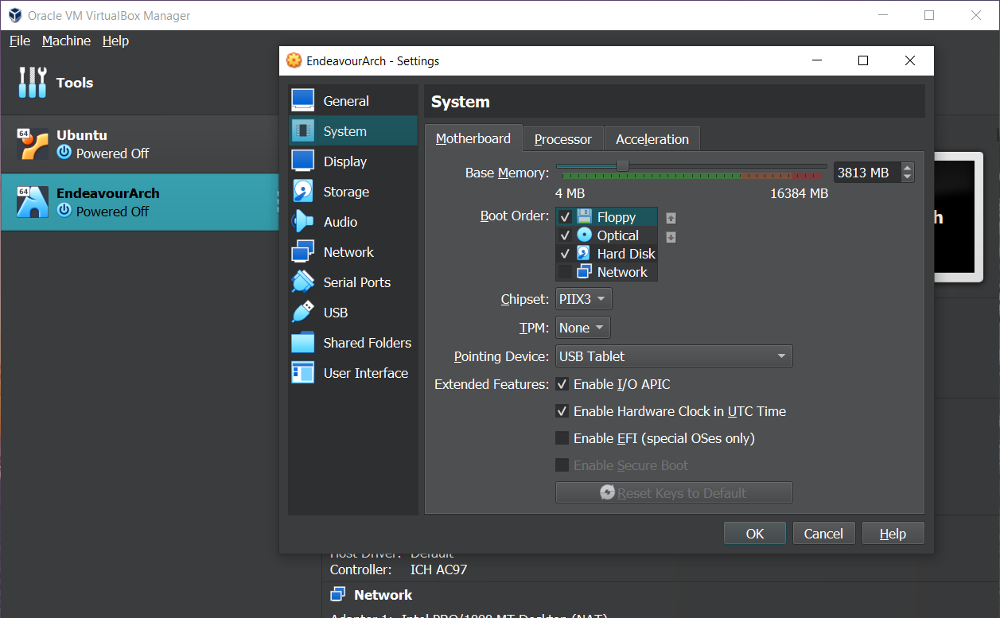 Oracle VM VirtualBox Manager
File Machine Help
Tools
64
Ubuntu
Powered Off
64
EndeavourArch
Powered Off
EndeavourArch - Settings
General
System
Display
Storage
Audio
Network
Serial Ports
USB
Shared Folders
User Interface
System
Motherboard Processor Acceleration
Base Memory: 3813 MB
4 MB 16384 MB
Boot Order: Floppy
Optical
Hard Disk
Network
Chipset: PIIX3
TPM: None
Pointing Device: USB Tablet
Extended Features: Enable I/O APIC
Enable Hardware Clock in UTC Time
Enable EFI (special OSes only)
Enable Secure Boot
Reset Keys to Default
OK Cancel Help
h
Host Driver: Default
Controller: ICH AC97
Network
Adapter 1: Intel PRO/1000 MT Desktop (NAT)